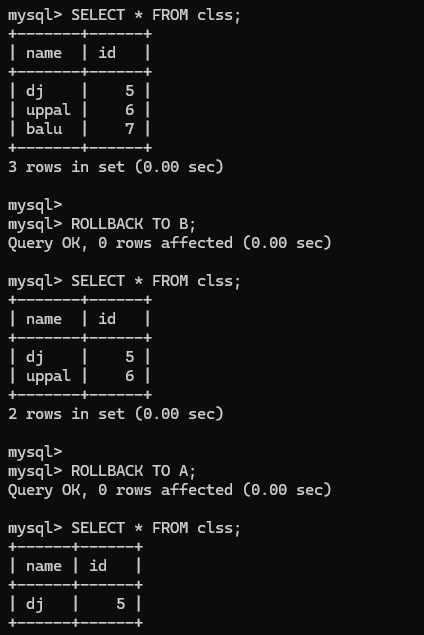 mysql> SELECT * FROM clss;
+-------+------+
| name  | id   |
+-------+------+
| dj    |    5 |
| uppal |    6 |
| balu  |    7 |
+-------+------+
3 rows in set (0.00 sec)
mysql>
mysql> ROLLBACK TO B;
Query OK, 0 rows affected (0.00 sec)
mysql> SELECT * FROM clss;
+-------+------+
| name  | id   |
+-------+------+
| dj    |    5 |
| uppal |    6 |
+-------+------+
2 rows in set (0.00 sec)
mysql>
mysql> ROLLBACK TO A;
Query OK, 0 rows affected (0.00 sec)
mysql> SELECT * FROM clss;
+------+------+
| name | id   |
+------+------+
| dj   |    5 |
+------+------+